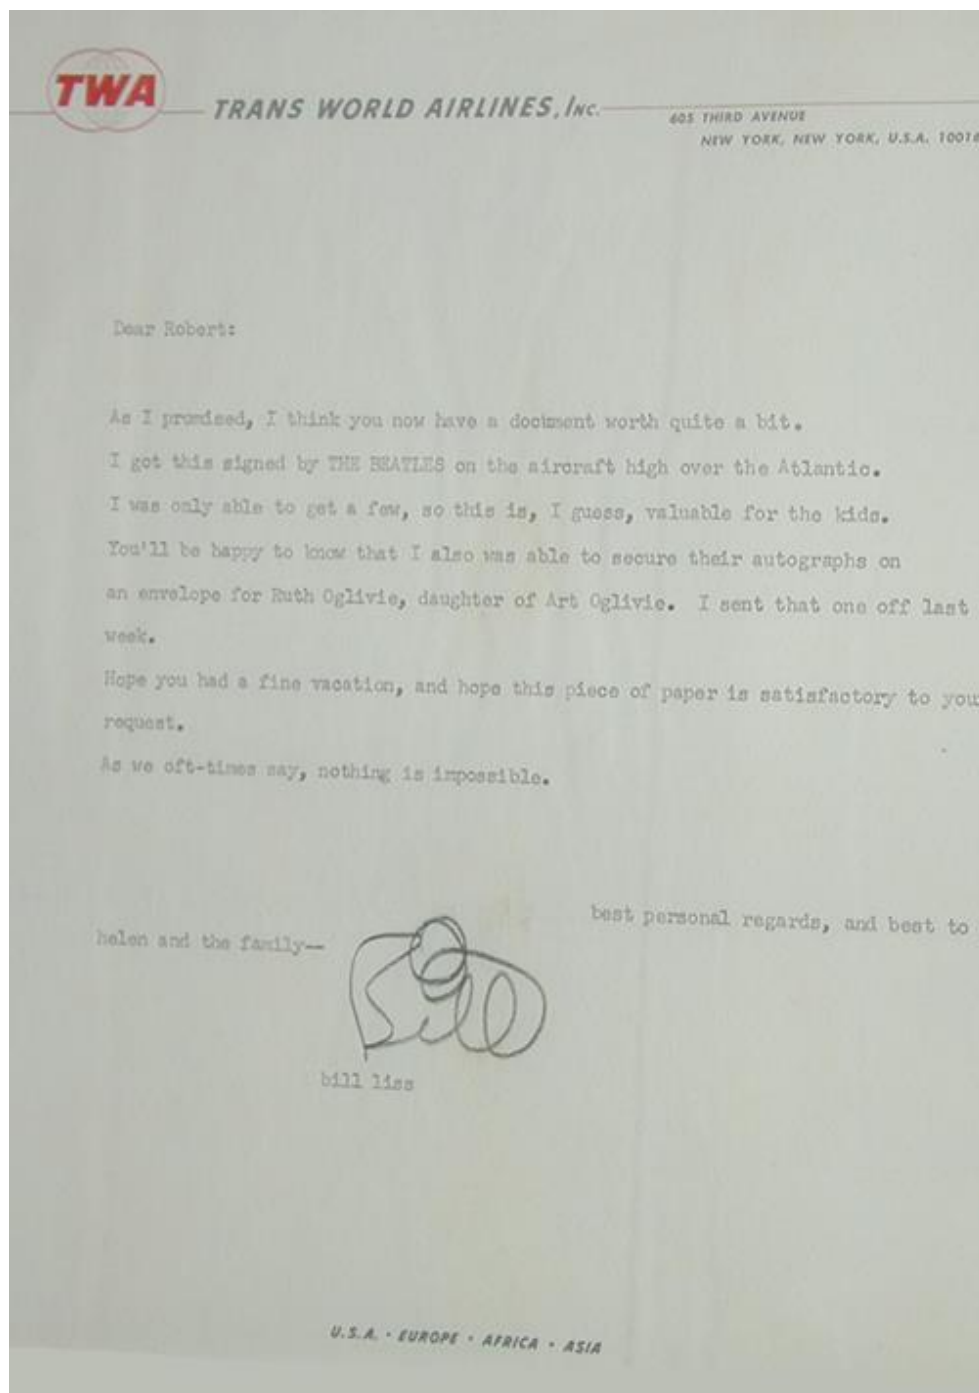 TWA
TRANS WORLD AIRLINES, INC.
605 THIRD AVENUE
NEW YORK, NEW YORK, U.S.A. 10016
Dear Robert:
As I promised, I think you now have a dociment worth quite a bit.
I got this signed by THE BEATLES on the aircraft high over the Atlantic.
I was only able to get a few, so this is, I guess, valuable for the kids.
You'll be happy to know that I also was able to secure their autographs on
an envelope for Ruth Oglivie, daughter of Art Oglivie. I sent that one off last
week.
Hope you had a fine vacation, and hope this piece of paper is satisfactory to you
request.
As we oft-times say, nothing is impossible.
best personal regards, and best to
helen and the family--
Bill
bill liss
U.S.A. · EUROPE · AFRICA · ASIA